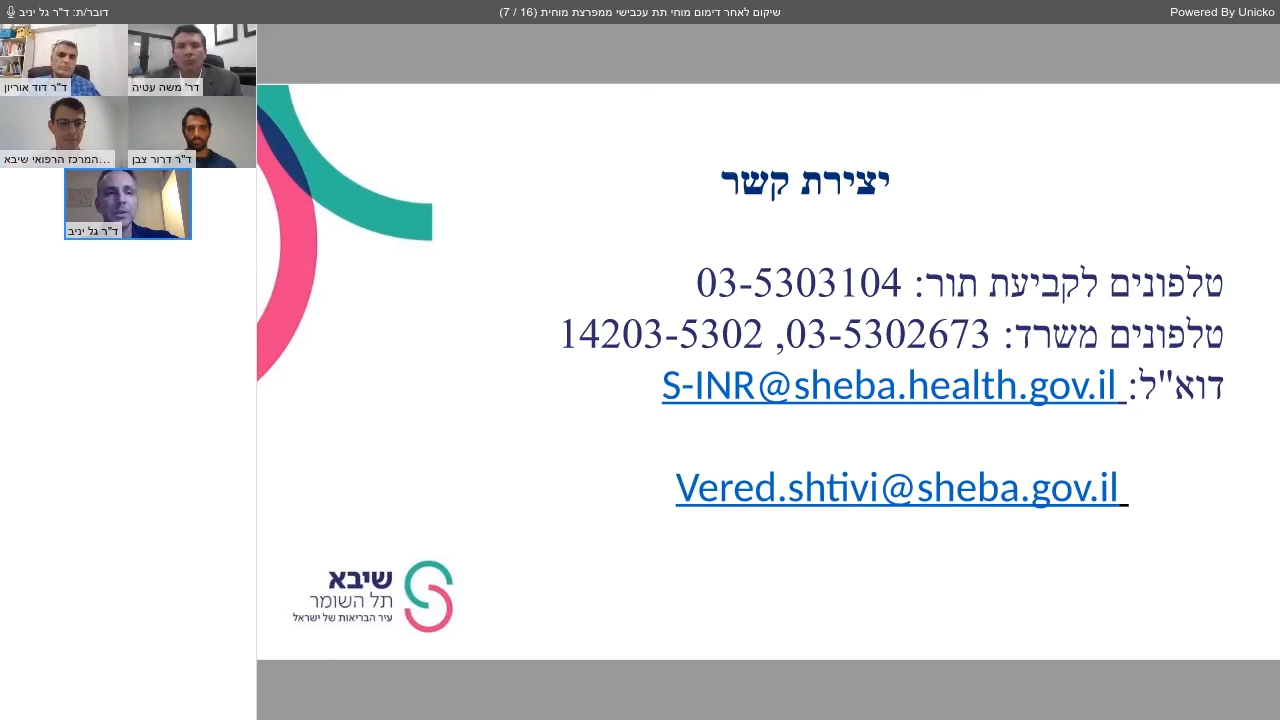 דובר/ת: ד"ר גל יניב
שיקום לאחר דימום מוחי תת עכבישי ממפרצת מוחית (7 / 16)
Powered By Unicko
ד"ר דוד אוריון
דר' משה עטיה
המרכז הרפואי שיבא...
ד"ר דרור צבן
ד"ר גל יניב
יצירת קשר
טלפונים לקביעת תור: 03-5303104
טלפונים משרד: 03-5302673, 14203-5302
דוא"ל: S-INR@sheba.health.gov.il
Vered.shtivi@sheba.gov.il
שיבא
תל השומר
עיר הבריאות של ישראל